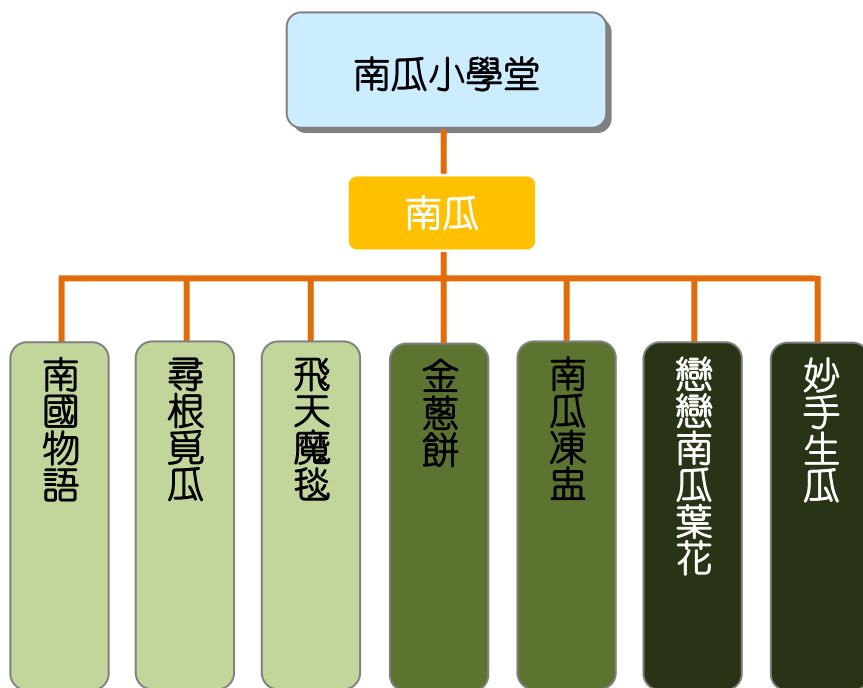 南瓜小學堂
南瓜
南國物語
尋根覓瓜
飛天魔毯
金蔥餅
南瓜凍盅
戀戀南瓜葉花
妙手生瓜